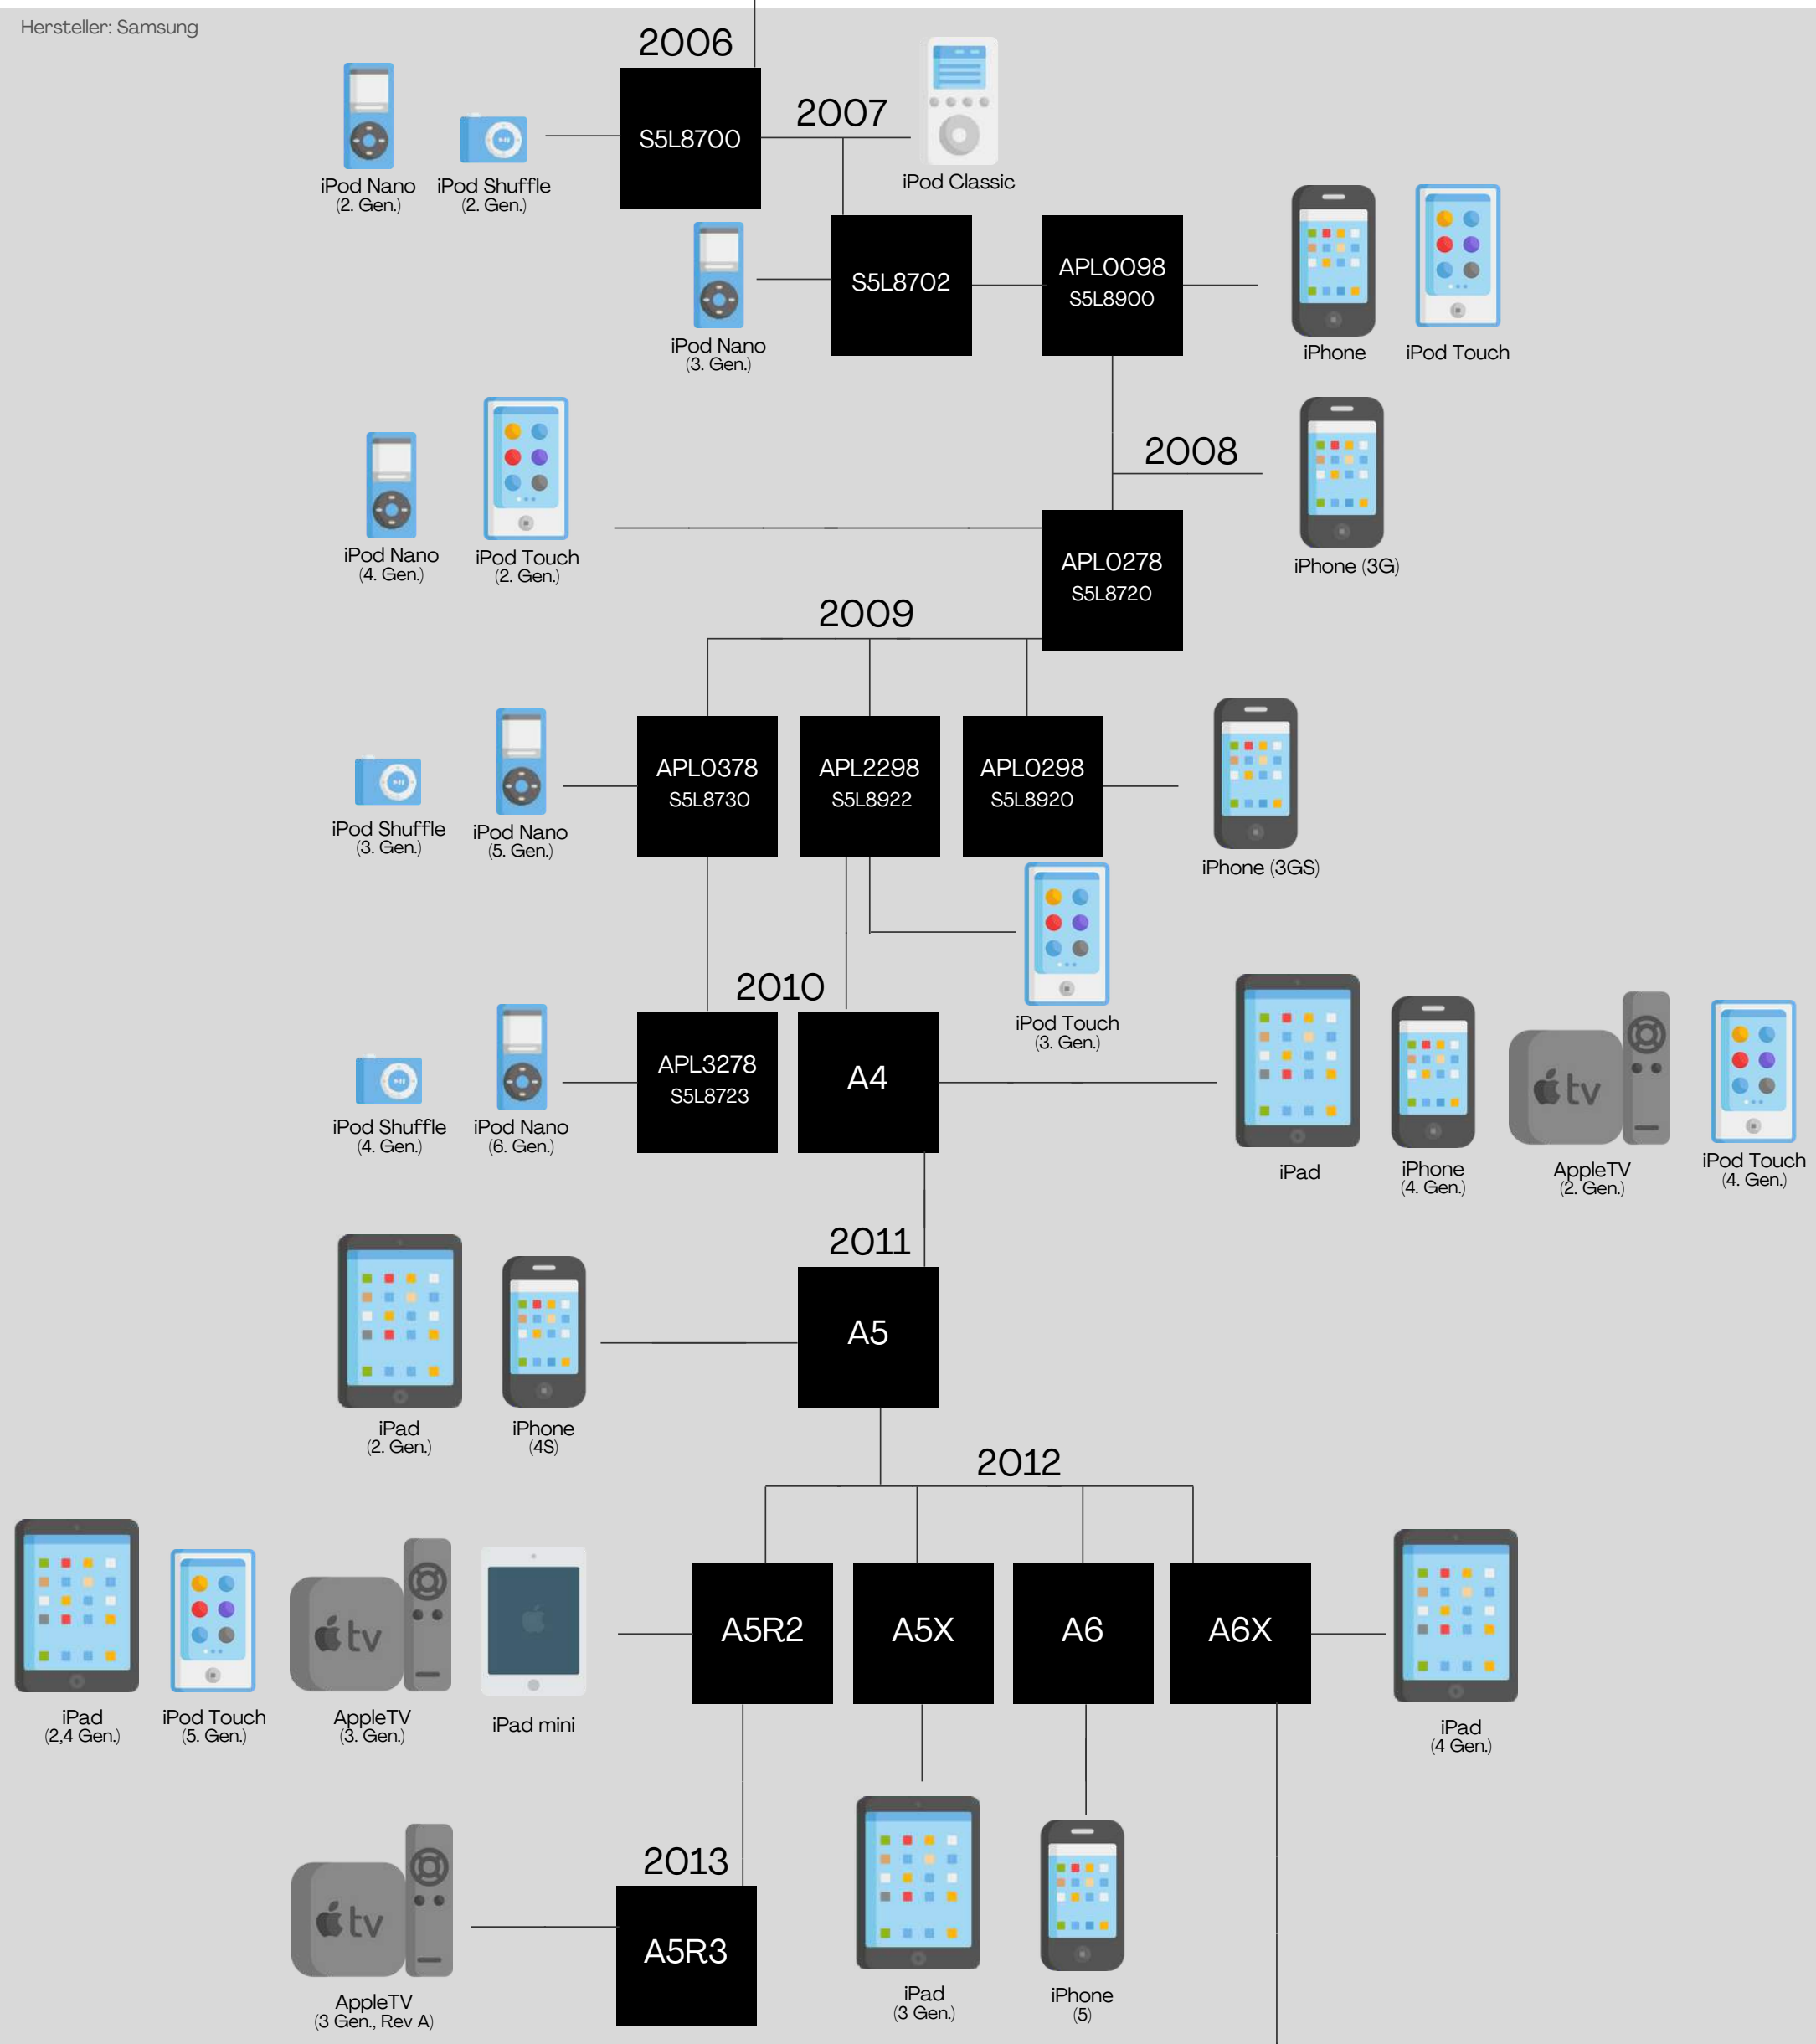 Hersteller: Samsung
2006
S5L8700
2007
iPod Nano
(2. Gen.)
iPod Shuffle
(2. Gen.)
iPod Classic
iPod Nano
(3. Gen.)
S5L8702
APL0098
S5L8900
iPhone
iPod Touch
2008
iPod Nano
(4. Gen.)
iPod Touch
(2. Gen.)
iPhone (3G)
APL0278
S5L8720
2009
iPod Shuffle
(3. Gen.)
iPod Nano
(5. Gen.)
APL0378
S5L8730
APL2298
S5L8922
APL0298
S5L8920
iPhone (3GS)
iPod Touch
(3. Gen.)
2010
iPod Shuffle
(4. Gen.)
iPod Nano
(6. Gen.)
APL3278
S5L8723
A4
iPad
iPhone
(4. Gen.)
tv
AppleTV
(2. Gen.)
iPod Touch
(4. Gen.)
2011
A5
iPad
(2. Gen.)
iPhone
(4S)
2012
iPad
(2,4 Gen.)
iPod Touch
(5. Gen.)
tv
AppleTV
(3. Gen.)
iPad mini
A5R2
A5X
A6
A6X
iPad
(4 Gen.)
2013
tv
AppleTV
(3 Gen., Rev A)
A5R3
iPad
(3 Gen.)
iPhone
(5)